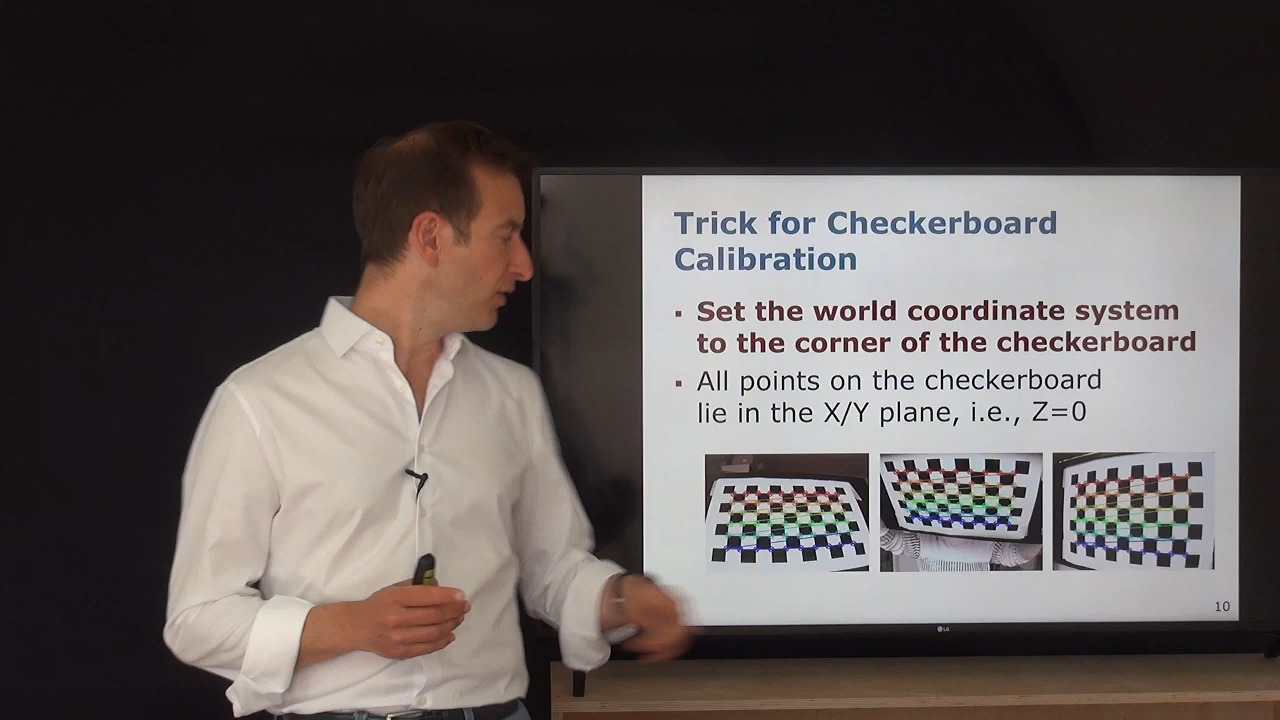 Trick for Checkerboard
Calibration
▪ Set the world coordinate system
to the corner of the checkerboard
▪ All points on the checkerboard
lie in the X/Y plane, i.e., Z=0
10
LG